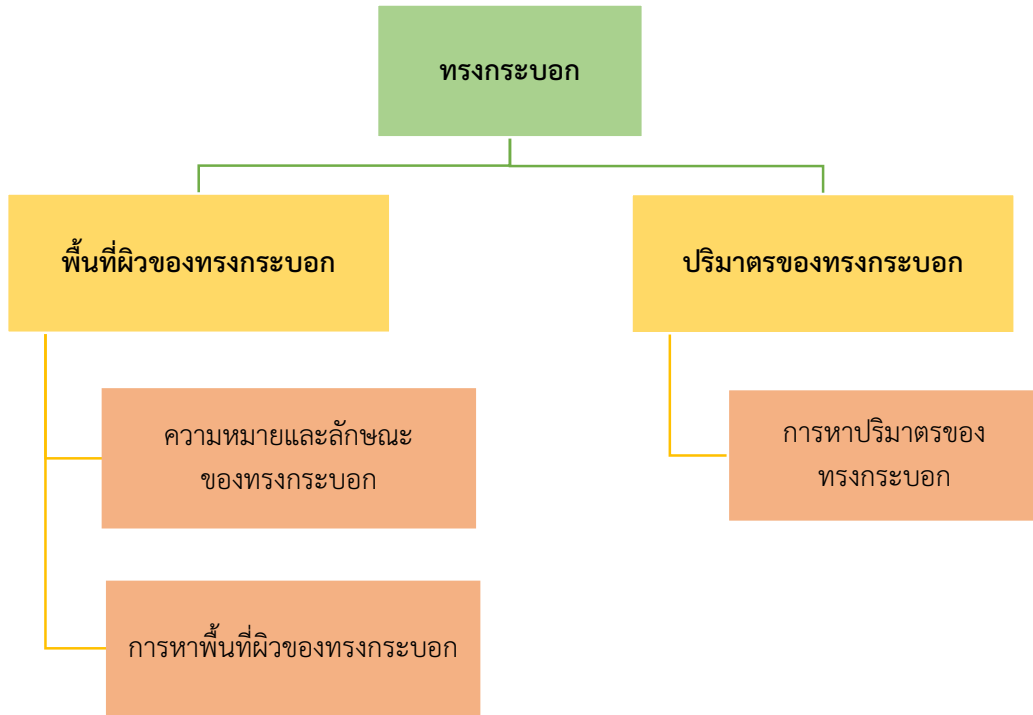 ทรงกระบอก
พื้นที่ผิวของทรงกระบอก
ปริมาตรของทรงกระบอก
ความหมายและลักษณะ
ของทรงกระบอก
การหาปริมาตรของ
ทรงกระบอก
การหาพื้นที่ผิวของทรงกระบอก